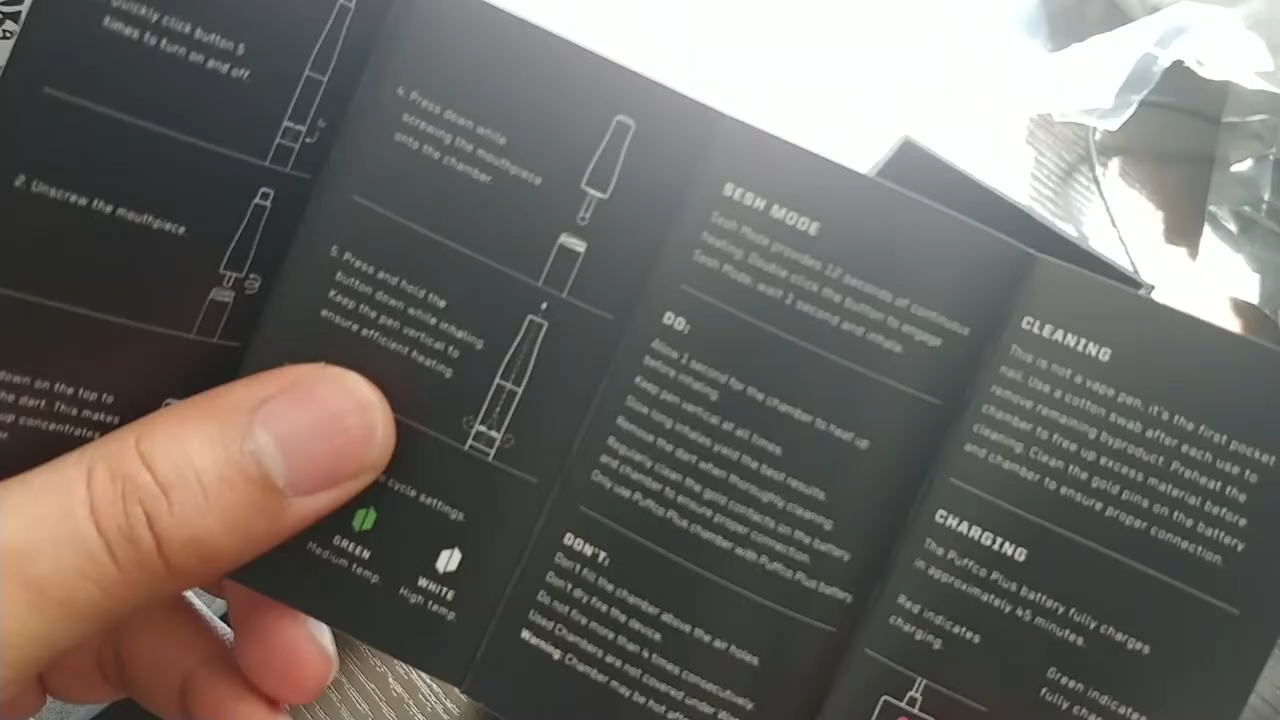 Quickly click button 5
times to turn on and off.
2. Unscrew the mouthpiece.
down on the top to
the dart. This makes
up concentrates
4. Press down while
screwing the mouthpiece
onto the chamber.
5. Press and hold the
button down while inhaling.
Keep the pen vertical to
ensure efficient heating.
cycle settings.
GREEN
Medium temp.
WHITE
High temp.
SESH MODE
Sesh Mode provides 12 seconds of continuous
heating. Double click the button to engage
Sesh Mode, wait 1 second and inhale.
DO:
Allow 1 second for the chamber to heat up
before inhaling.
Keep pen vertical at all times.
Slow long inhales yield the best results.
Remove the dart when thoroughly cleaning.
Regularly clean the gold contacts on the battery
and chamber to ensure proper connection.
Only use Puffco Plus chamber with Puffco Plus battery
DON'T:
Don't fill the chamber above the air holes.
Don't dry fire the device.
Do not fire more than 4 times consecutively.
Used Chambers are not covered under
Warning: Chamber may be hot
CLEANING
This is not a vape pen, it's the first pocket
nail. Use a cotton swab after each use to
remove remaining byproduct. Preheat the
chamber to free up excess material before
cleaning. Clean the gold pins on the battery
and chamber to ensure proper connection.
CHARGING
The Puffco Plus battery fully charges
in approximately 45 minutes.
Red indicates
charging.
Green indicates
fully